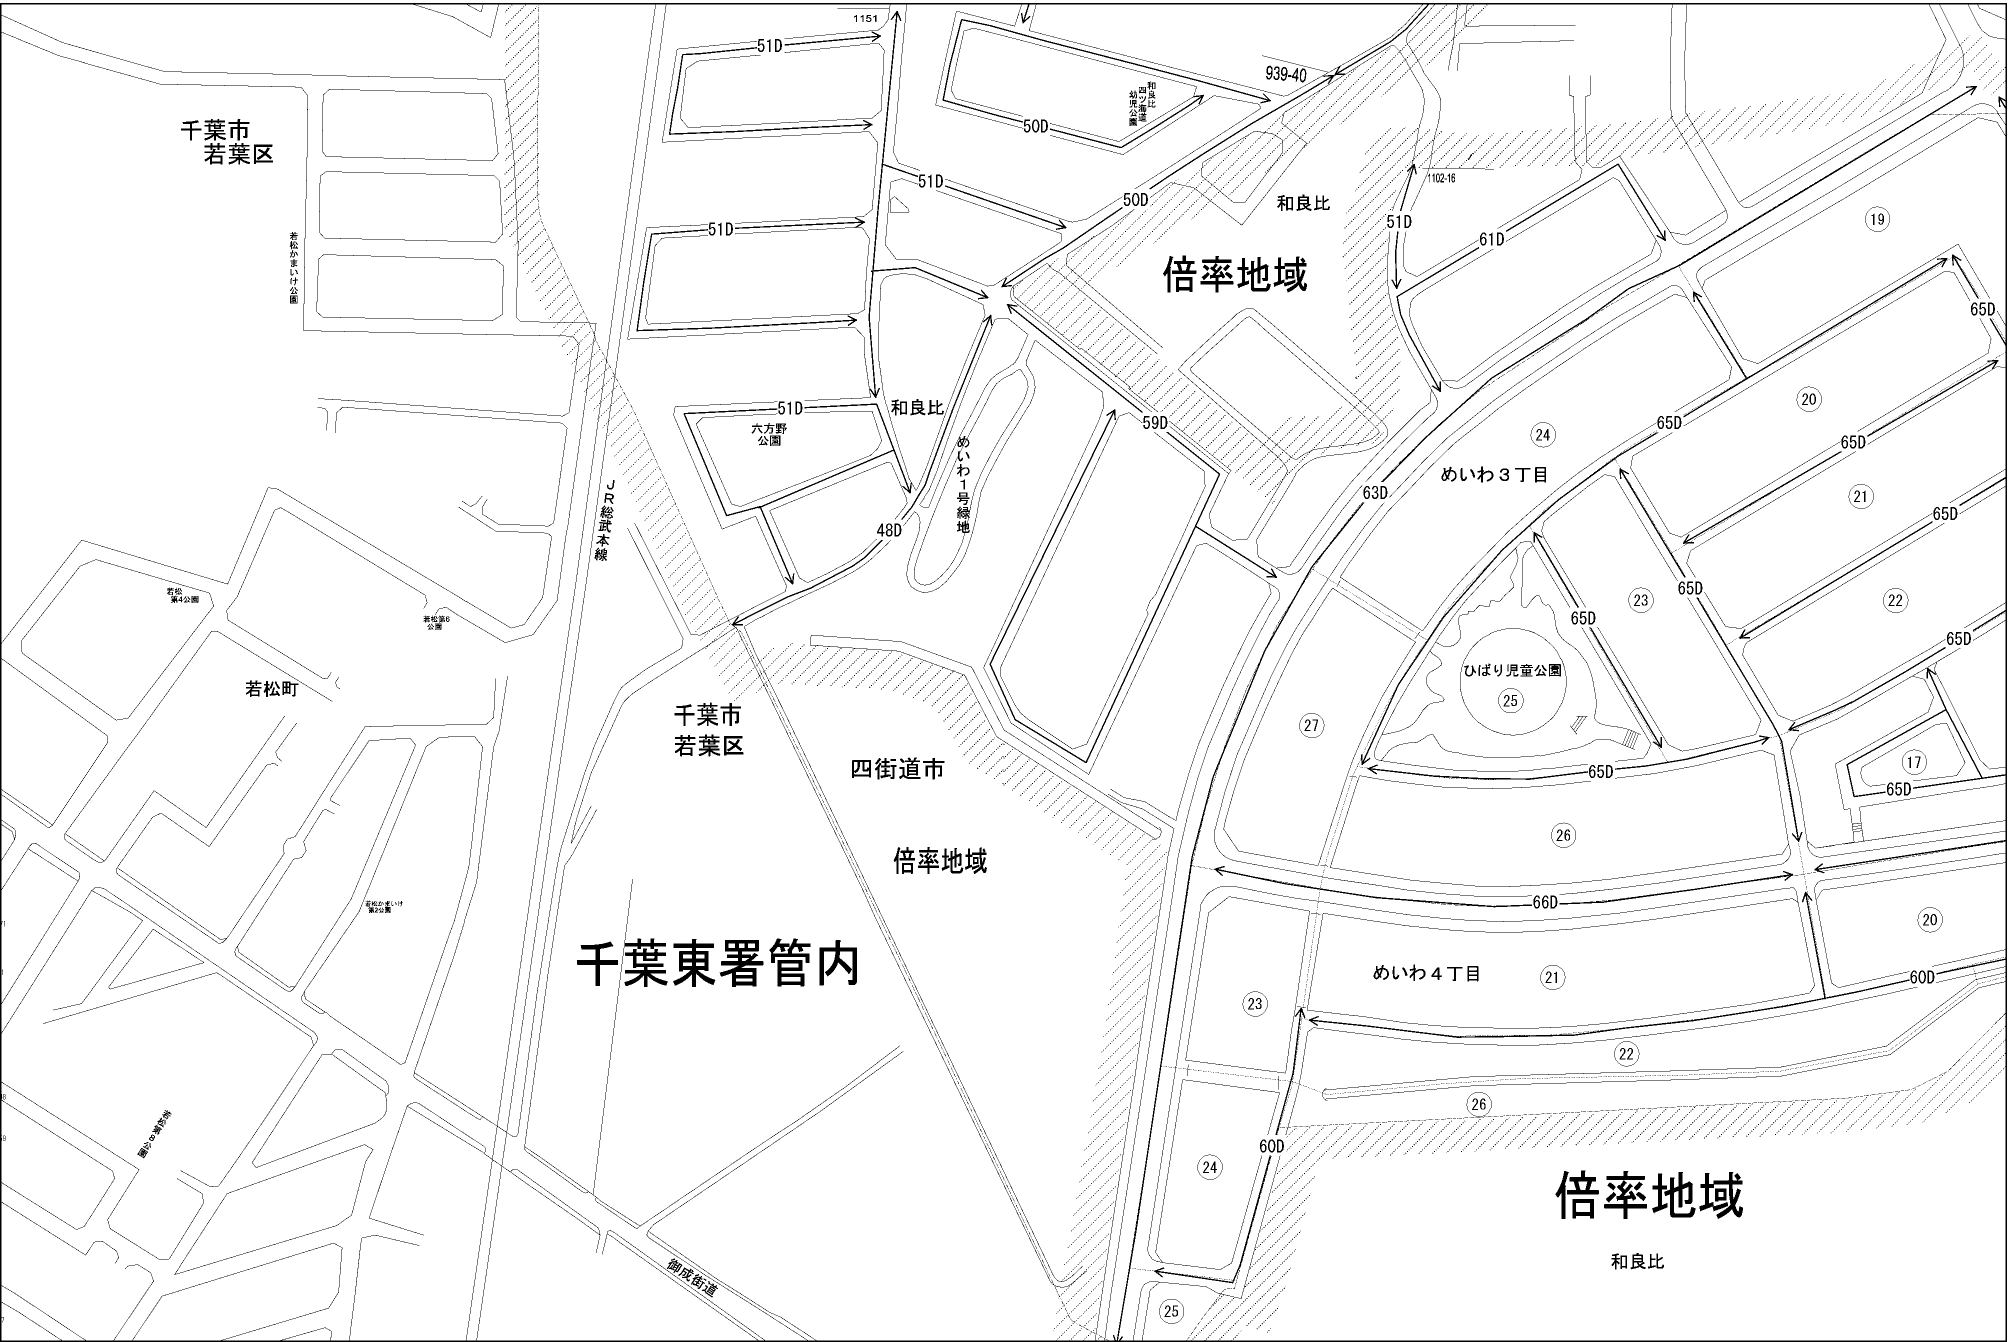 1151
51D
939-40
和良比
四ツ海道
幼児公園
50D
千葉市
若葉区
51D
50D
1102-16
和良比
51D
61D
19
51D
若松かまいけ公園
倍率地域
65D
51D
和良比
六方野
公園
59D
65D
20
24
65D
めいわ3丁目
めいわ1号緑地
JR総武本線
63D
21
65D
48D
65D
23
22
65D
65D
若松
第4公園
若松第6
公園
ひばり児童公園
25
若松町
千葉市
若葉区
27
四街道市
65D
17
65D
26
倍率地域
66D
若松かまいけ
第2公園
20
千葉東署管内
めいわ4丁目
21
60D
23
22
26
若松第8公園
60D
24
倍率地域
和良比
御成街道
25